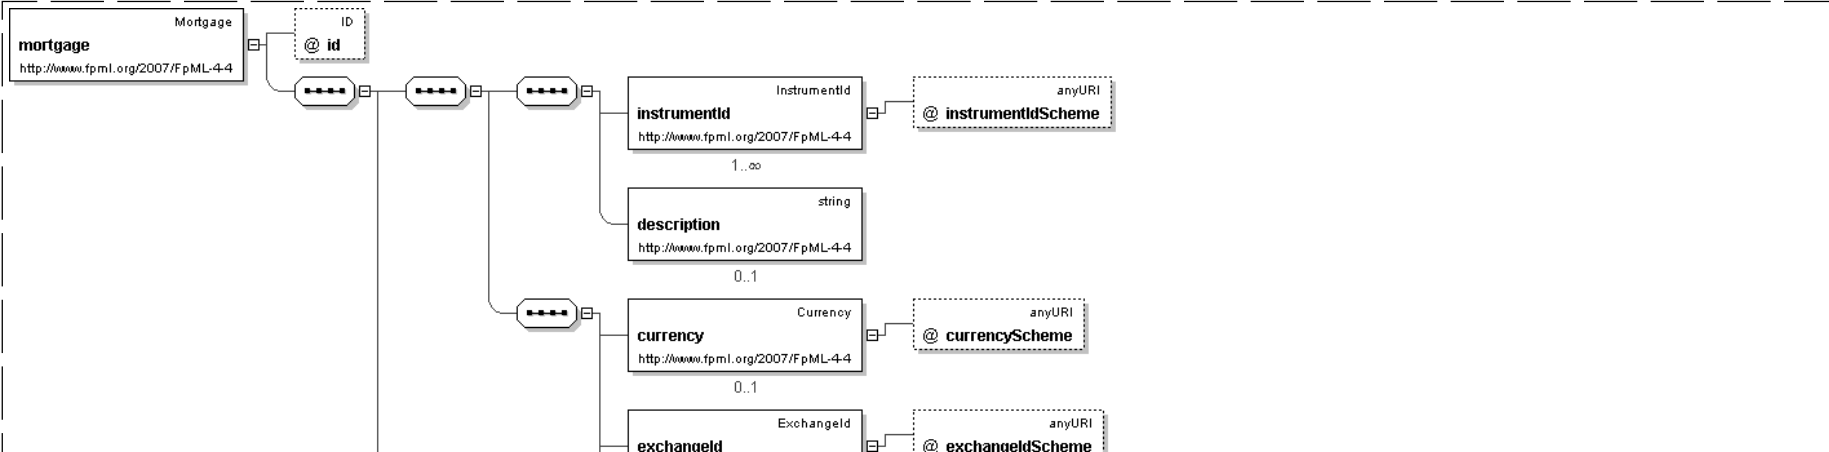 Mortgage
mortgage
http://www.fpml.org/2007/FpML-4-4
ID
@ id
InstrumentId
instrumentId
http://www.fpml.org/2007/FpML-4-4
1..∞
anyURI
@ instrumentIdScheme
string
description
http://www.fpml.org/2007/FpML-4-4
0..1
Currency
currency
http://www.fpml.org/2007/FpML-4-4
0..1
anyURI
@ currencyScheme
ExchangeId
exchangeId
anyURI
@ exchangeIdScheme